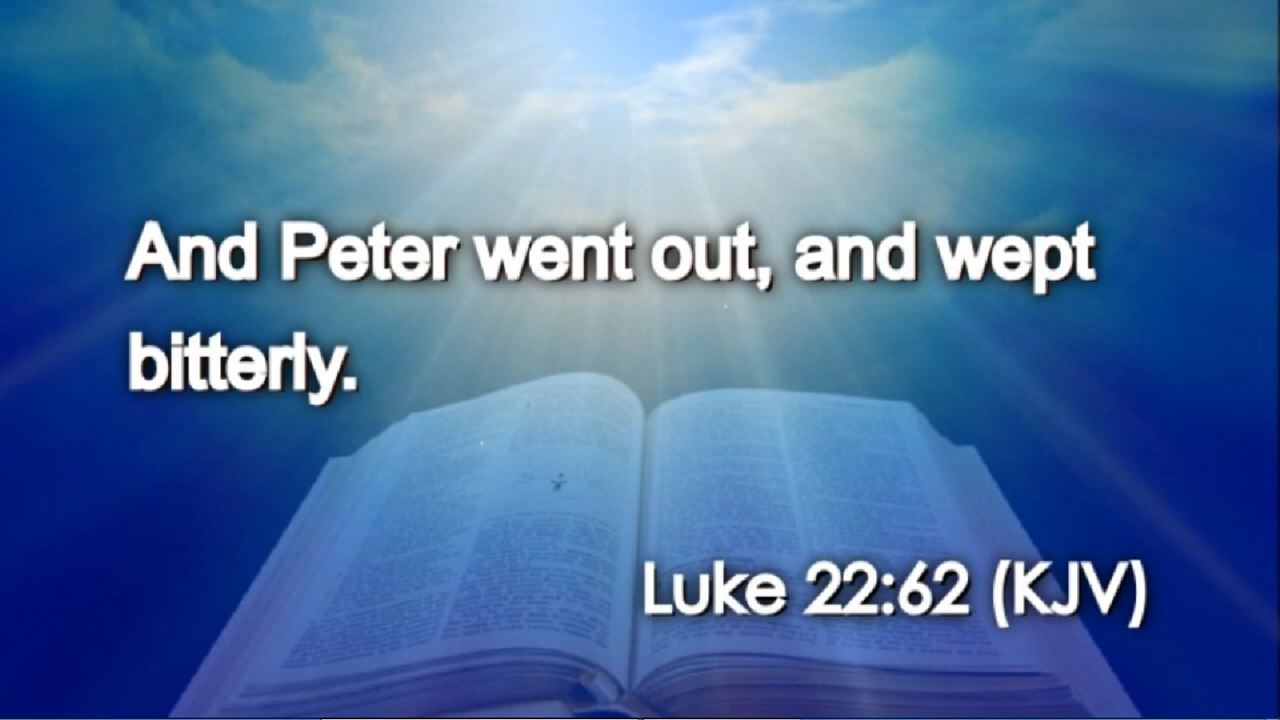 And Peter went out, and wept
bitterly.
Luke 22:62 (KJV)